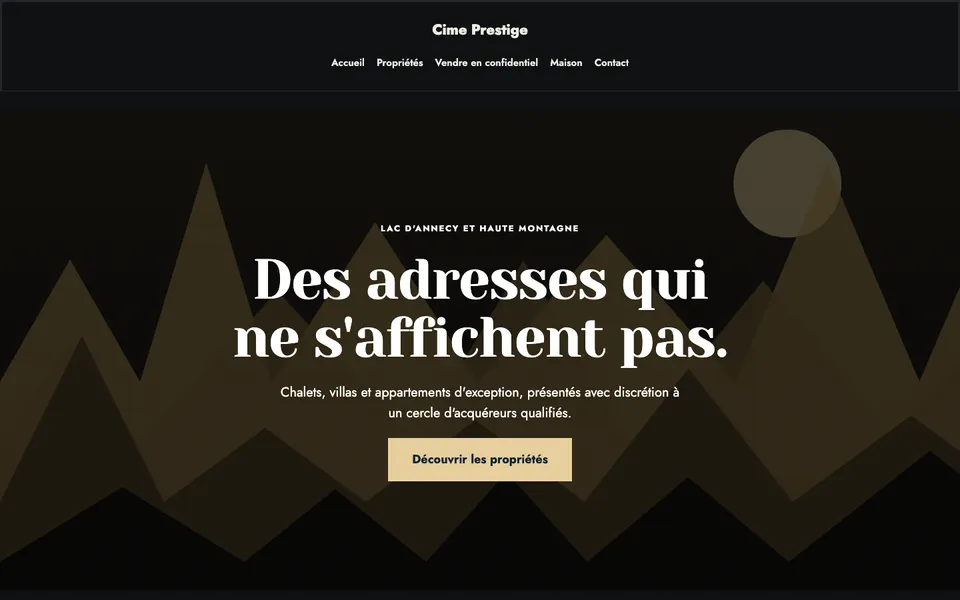 Cime Prestige
Accueil Propriétés Vendre en confidentiel Maison Contact
LAC D'ANNECY ET HAUTE MONTAGNE
Des adresses qui
ne s'affichent pas.
Chalets, villas et appartements d'exception, présentés avec discrétion à
un cercle d'acquéreurs qualifiés.
Découvrir les propriétés